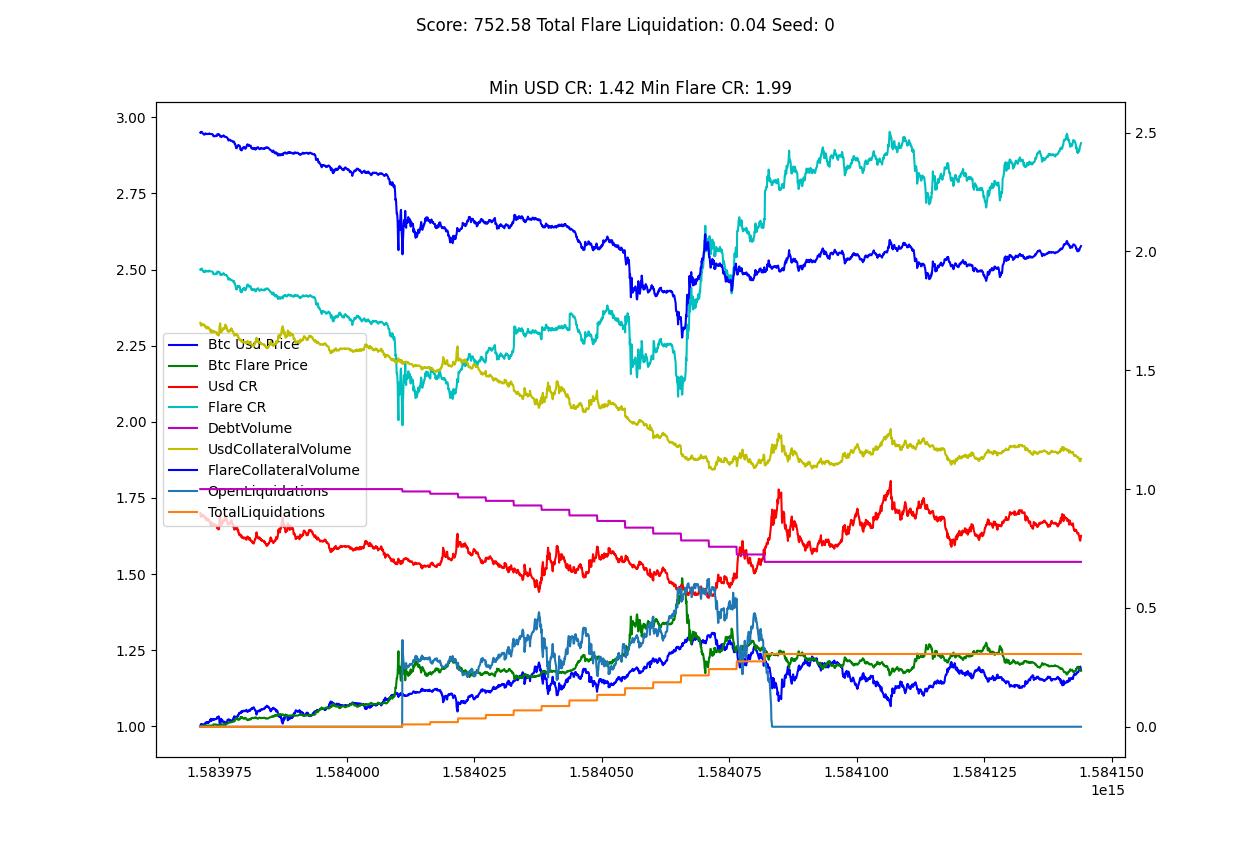 Score: 752.58 Total Flare Liquidation: 0.04 Seed: 0
Min USD CR: 1.42 Min Flare CR: 1.99
3.00
2.75
2.50
2.25
2.00
1.75
1.50
1.25
1.00
2.5
2.0
1.5
1.0
0.5
0.0
Btc Usd Price
Btc Flare Price
Usd CR
Flare CR
DebtVolume
UsdCollateralVolume
FlareCollateralVolume
OpenLiquidations
TotalLiquidations
1.583975 1.584000 1.584025 1.584050 1.584075 1.584100 1.584125 1.584150
1e15